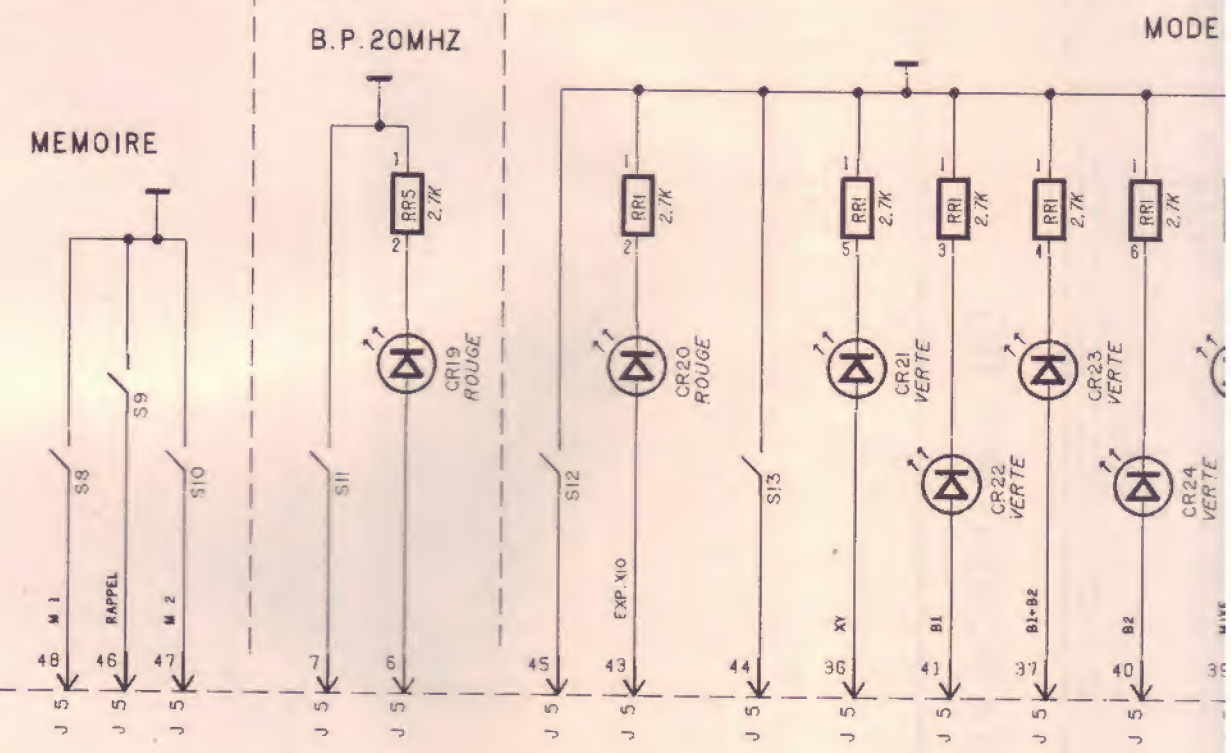 MEMOIRE
B.P. 20MHZ
MODE
1
RR5
2,7K
2
1
RR1
2,7K
2
1
RR1
2,7K
5
1
RR1
2,7K
3
1
RR1
2,7K
4
1
RR1
2,7K
6
S9
S8
S10
S11
CR19
ROUGE
S12
CR20
ROUGE
S13
CR21
VERTE
CR22
VERTE
CR23
VERTE
CR24
VERTE
M 1
RAPPEL
M 2
EXP. X10
XY
B1
B1+B2
B2
48
46
47
7
6
45
43
44
36
41
37
40
J 5
J 5
J 5
J 5
J 5
J 5
J 5
J 5
J 5
J 5
J 5
J 5